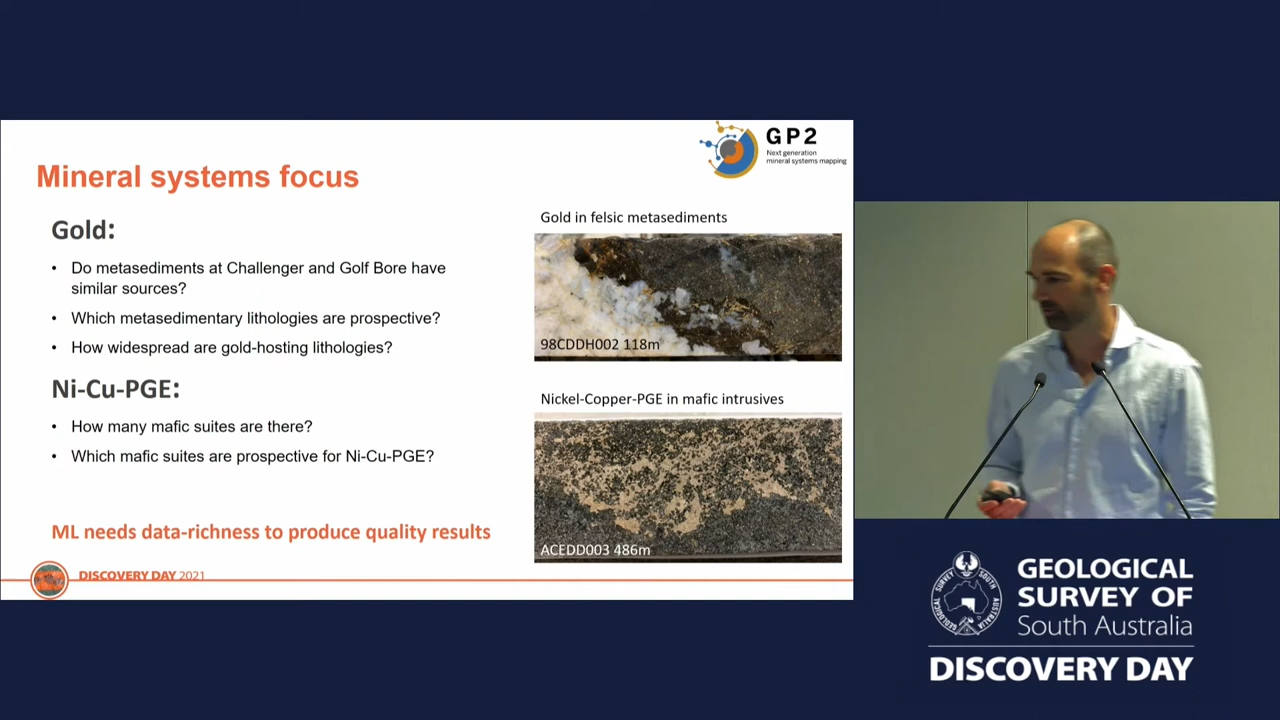 GP2
Next generation
mineral systems mapping
Mineral systems focus
Gold:
• Do metasediments at Challenger and Golf Bore have
similar sources?
• Which metasedimentary lithologies are prospective?
• How widespread are gold-hosting lithologies?
Ni-Cu-PGE:
• How many mafic suites are there?
• Which mafic suites are prospective for Ni-Cu-PGE?
ML needs data-richness to produce quality results
Gold in felsic metasediments
98CDDH002 118m
Nickel-Copper-PGE in mafic intrusives
ACEDD003 486m
DISCOVERY DAY 2021
GEOLOGICAL SURVEY SOUTH AUSTRALIA
GEOLOGICAL
SURVEY OF
South Australia
DISCOVERY DAY